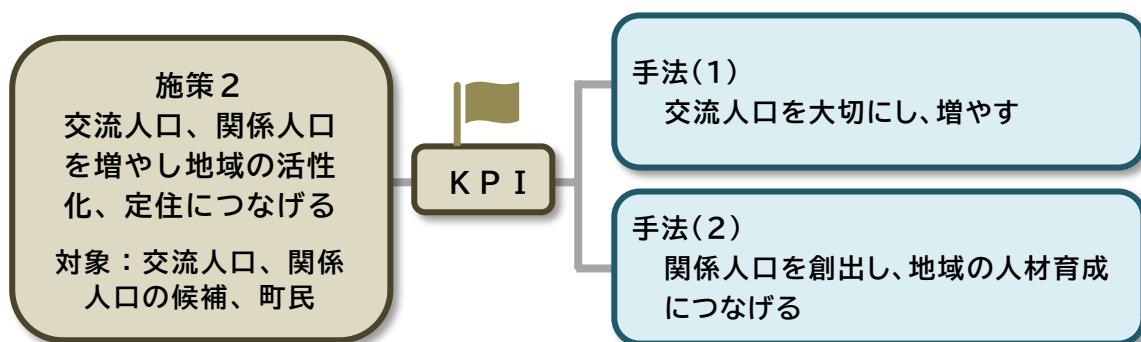 施策２
交流人口、関係人口
を増やし地域の活性
化、定住につなげる
対象：交流人口、関係
人口の候補、町民
ＫＰＩ
手法（１）
交流人口を大切にし、増やす
手法（２）
関係人口を創出し、地域の人材育成
につなげる